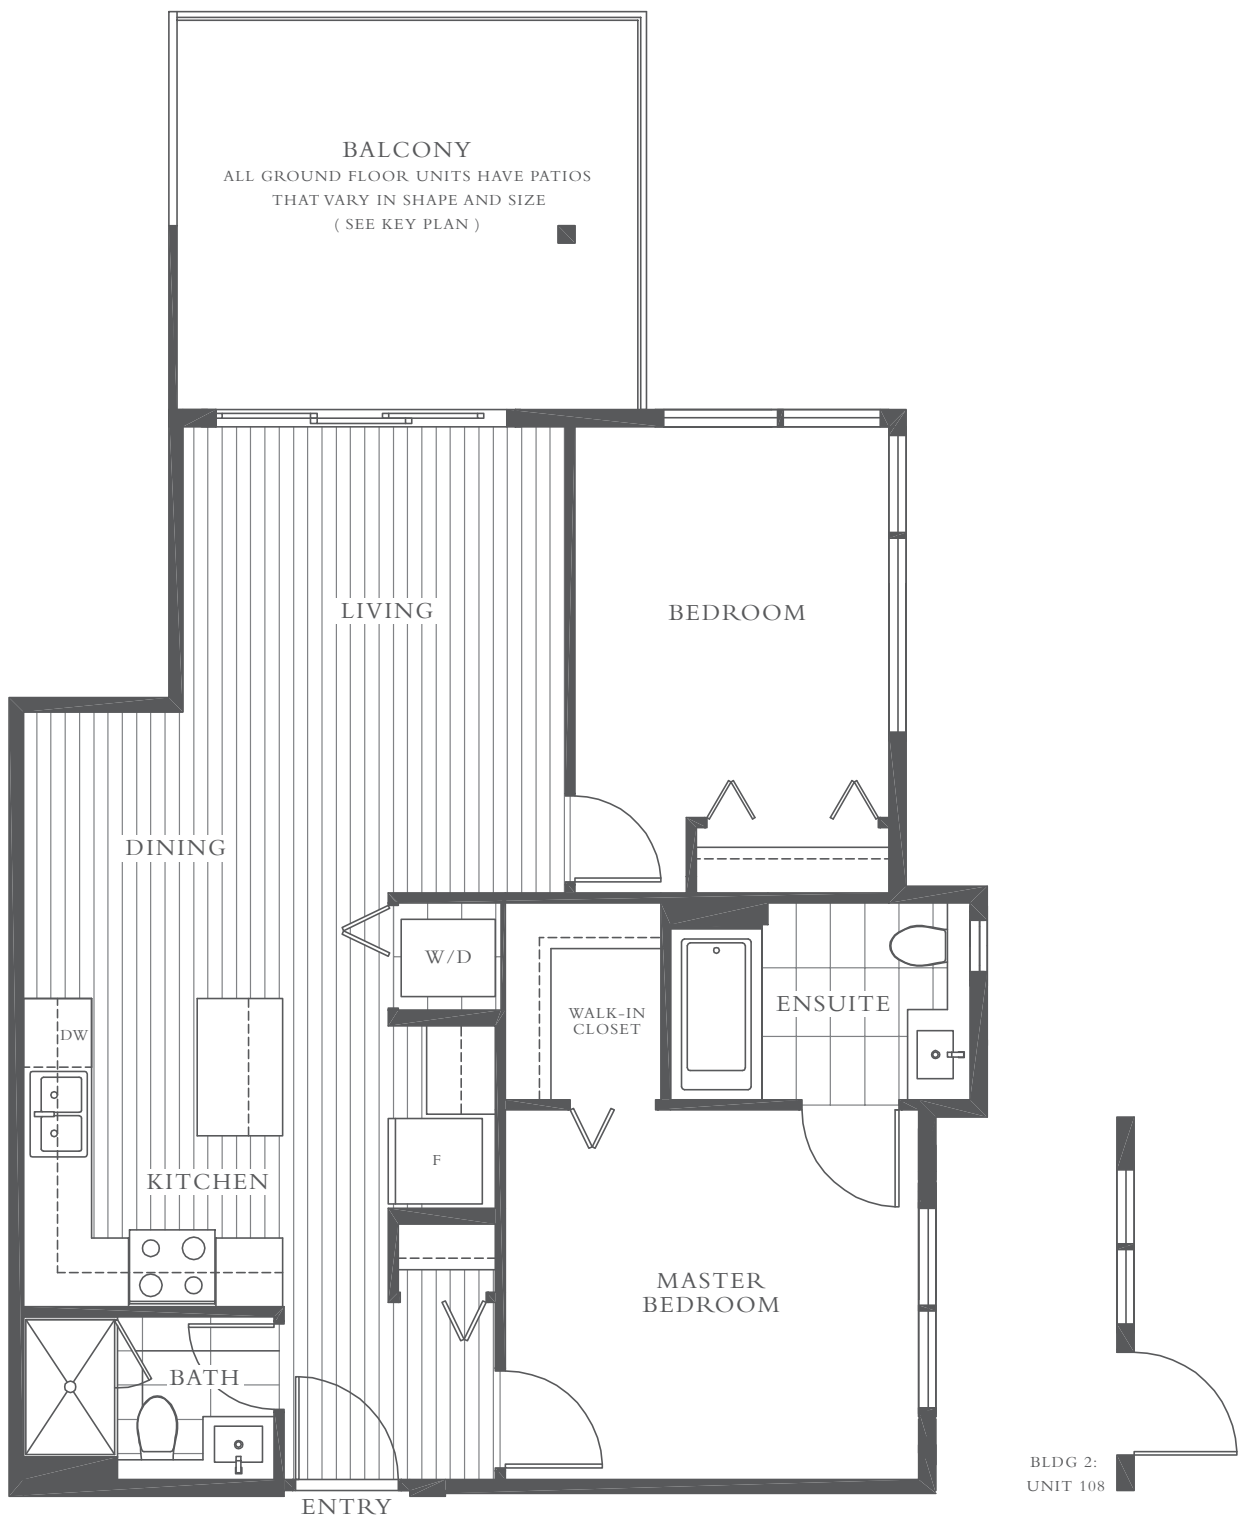 BALCONY
ALL GROUND FLOOR UNITS HAVE PATIOS
THAT VARY IN SHAPE AND SIZE
( SEE KEY PLAN )
LIVING
BEDROOM
DINING
W/D
WALK-IN
CLOSET
ENSUITE
DW
F
KITCHEN
MASTER
BEDROOM
BATH
ENTRY
BLDG 2:
UNIT 108